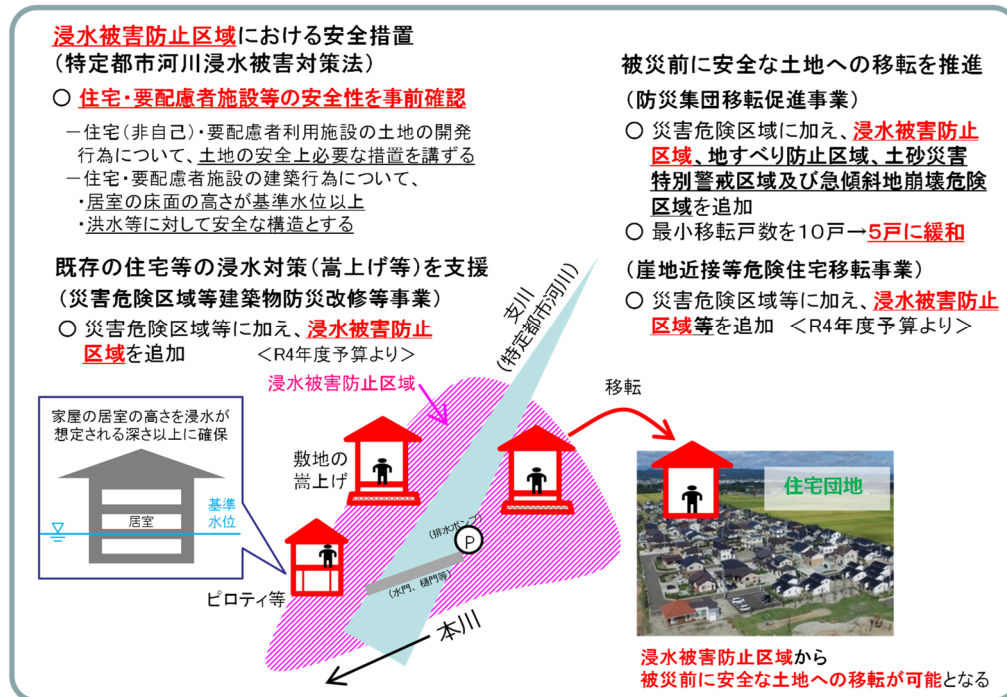 浸水被害防止区域における安全措置
(特定都市河川浸水被害対策法)
○ 住宅・要配慮者施設等の安全性を事前確認
－住宅(非自己)・要配慮者利用施設の土地の開発
行為について、土地の安全上必要な措置を講ずる
－住宅・要配慮者施設の建築行為について、
・居室の床面の高さが基準水位以上
・洪水等に対して安全な構造とする
既存の住宅等の浸水対策(嵩上げ等)を支援
(災害危険区域等建築物防災改修等事業)
○ 災害危険区域等に加え、浸水被害防止
区域を追加 <R4年度予算より>
被災前に安全な土地への移転を推進
(防災集団移転促進事業)
○ 災害危険区域に加え、浸水被害防止
区域、地すべり防止区域、土砂災害
特別警戒区域及び急傾斜地崩壊危険
区域を追加
○ 最小移転戸数を10戸→5戸に緩和
(崖地近接等危険住宅移転事業)
○ 災害危険区域等に加え、浸水被害防止
区域等を追加 <R4年度予算より>
浸水被害防止区域
支川
(特定都市河川)
移転
家屋の居室の高さを浸水が
想定される深さ以上に確保
居室
基準
水位
敷地の
嵩上げ
ピロティ等
(排水ポンプ)
P
(水門、樋門等)
本川
住宅団地
浸水被害防止区域から
被災前に安全な土地への移転が可能となる